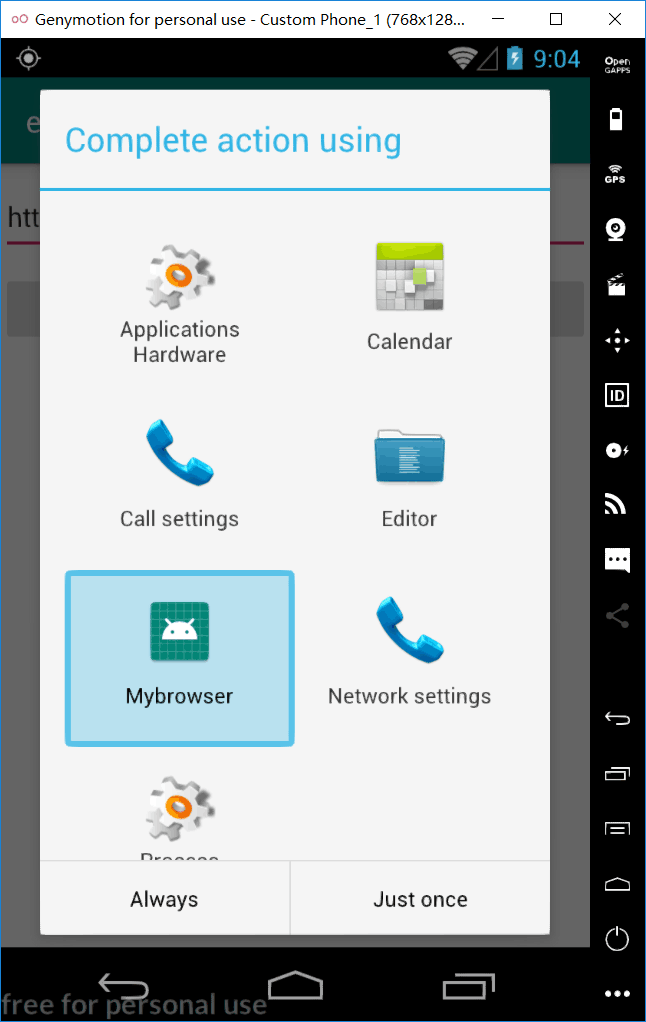 Genymotion for personal use - Custom Phone_1 (768x128...
9:04
Open
GAPPS
e
Complete action using
GPS
htt
Applications
Hardware
Calendar
ID
Call settings
Editor
Mybrowser
Network settings
Process
Always
Just once
free for personal use